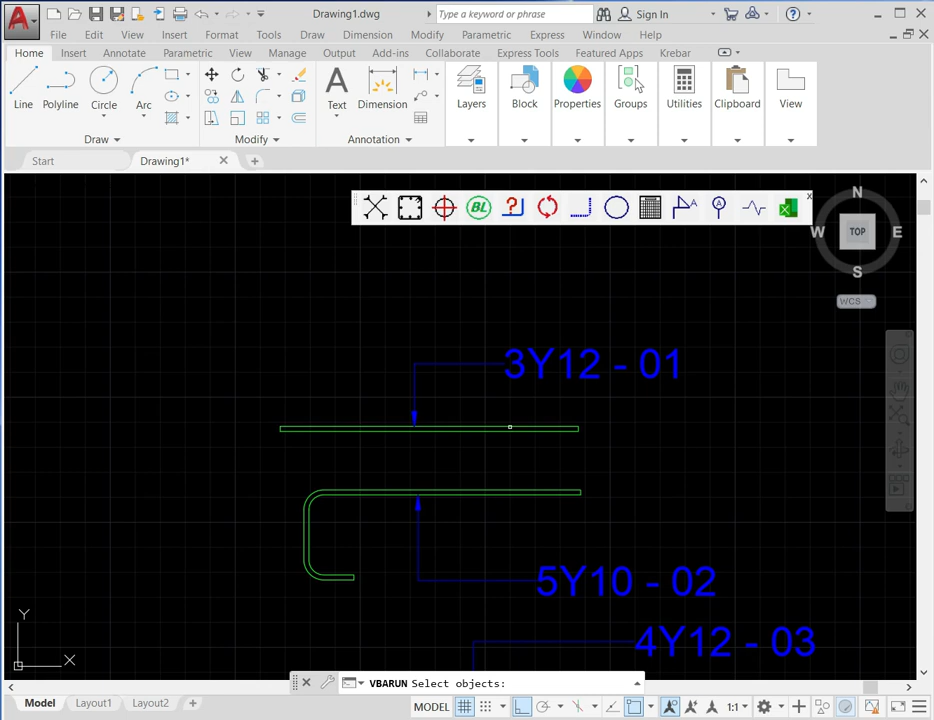 Drawing1.dwg
Type a keyword or phrase
Sign In
File Edit View Insert Format Tools Draw Dimension Modify Parametric Express Window Help
Home Insert Annotate Parametric View Manage Output Add-ins Collaborate Express Tools Featured Apps Krebar
Line Polyline Circle Arc Text Dimension Layers Block Properties Groups Utilities Clipboard View
Draw Modify Annotation
Start Drawing1*
BL
A
N
W TOP E
S
WCS
3Y12 - 01
5Y10 - 02
4Y12 - 03
Y
X
VBARUN Select objects:
Model Layout1 Layout2 MODEL 1:1